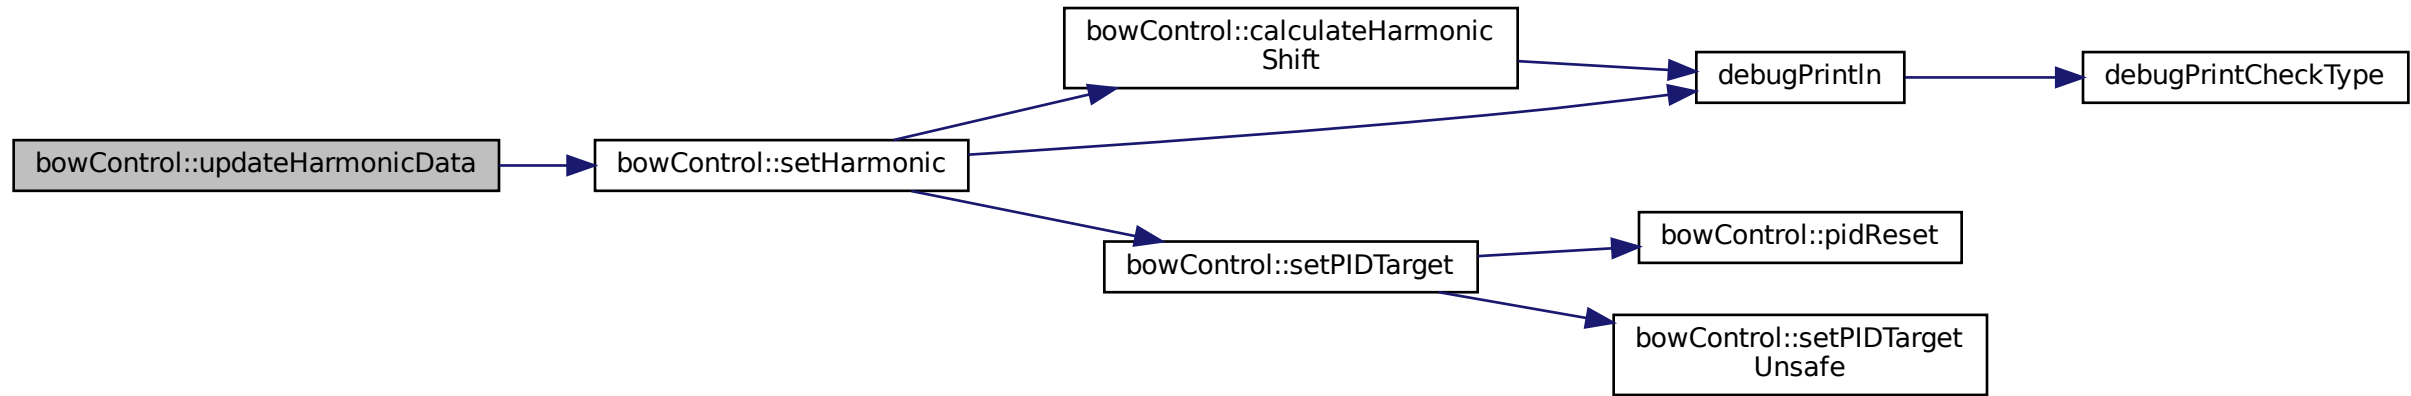 bowControl::updateHarmonicData
bowControl::setHarmonic
bowControl::calculateHarmonic
Shift
debugPrintln
debugPrintCheckType
bowControl::setPIDTarget
bowControl::pidReset
bowControl::setPIDTarget
Unsafe